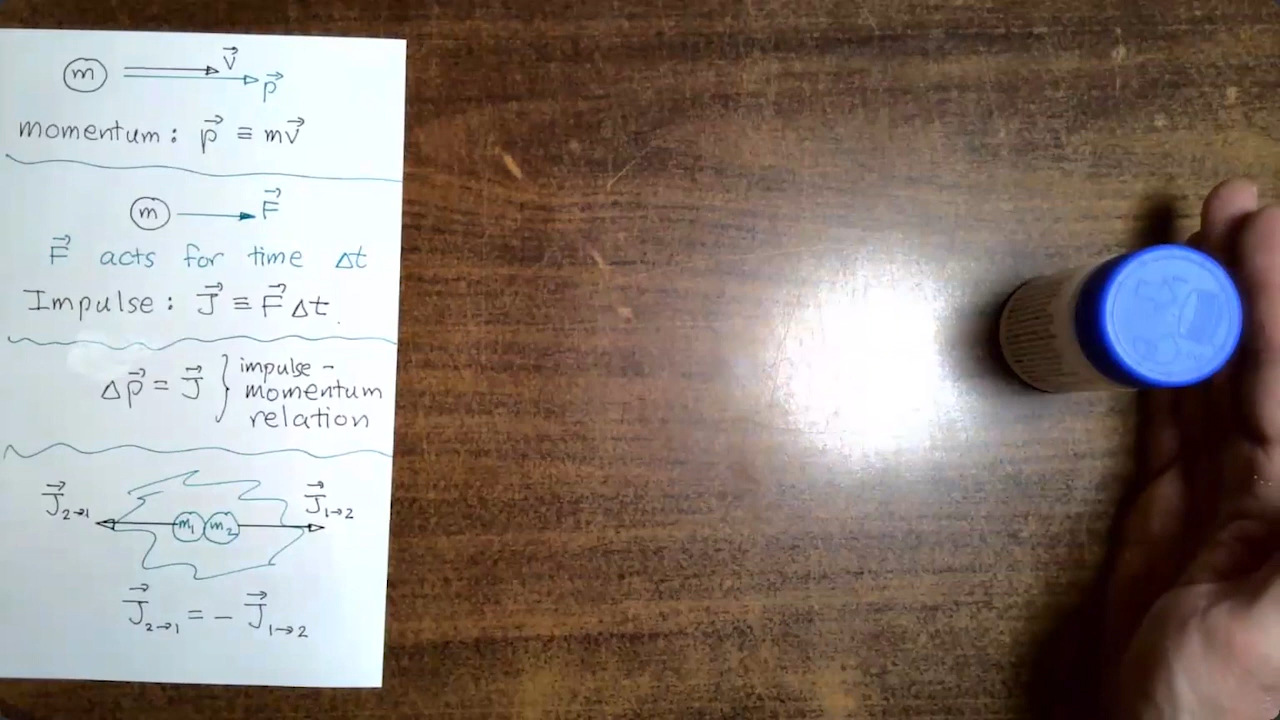 m v⃗
p⃗
momentum: p⃗ ≡ mv⃗
m F⃗
F⃗ acts for time Δt
Impulse: J⃗ ≡ F⃗ Δt.
Δp⃗ = J⃗ } impulse -
momentum
relation
J⃗₂→₁ m₁ m₂ J⃗₁→₂
J⃗₂→₁ = - J⃗₁→₂